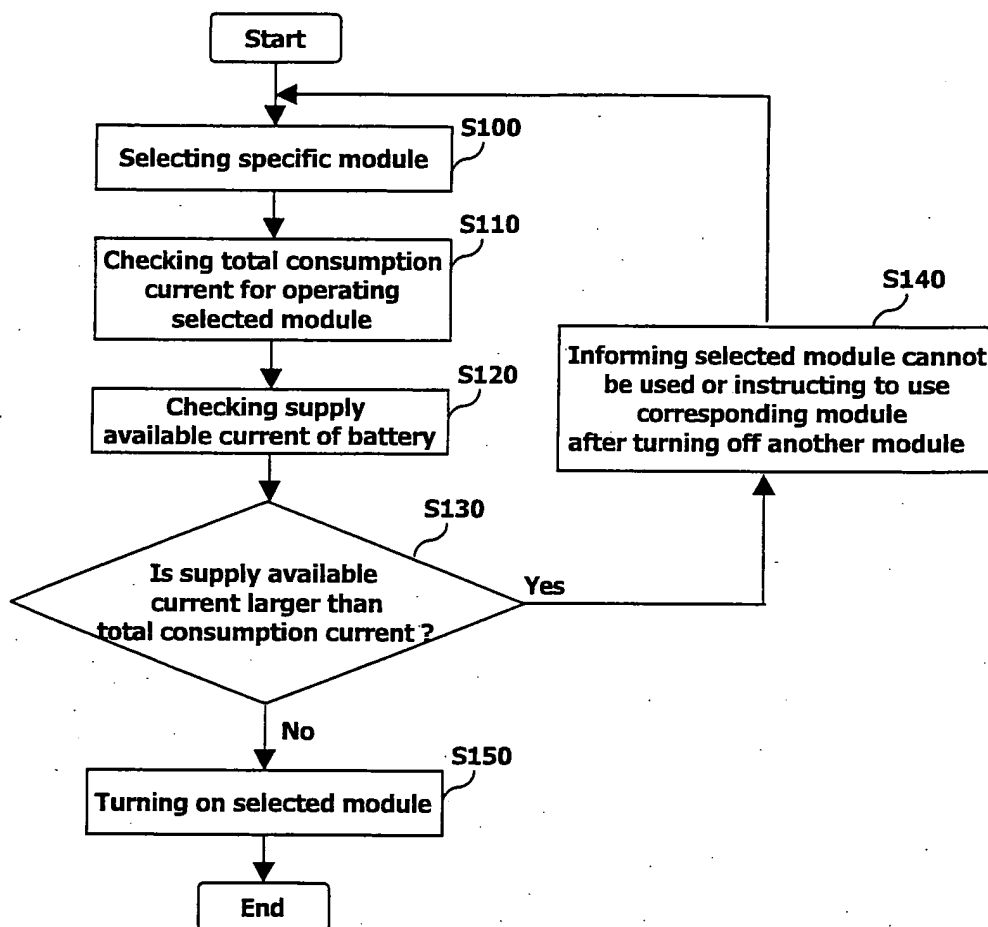 Start
S100
Selecting specific module
S110
Checking total consumption
current for operating
selected module
S120
Checking supply
available current of battery
S130
Is supply available
current larger than
total consumption current ?
Yes
S140
Informing selected module cannot
be used or instructing to use
corresponding module
after turning off another module
No
S150
Turning on selected module
End